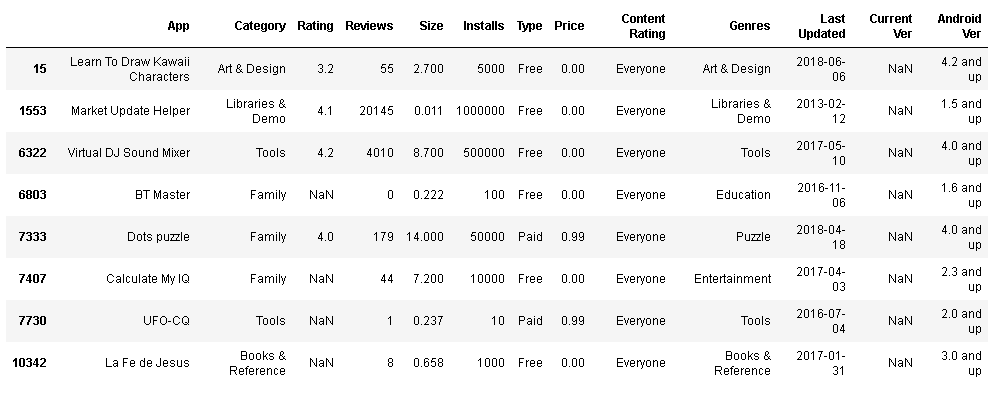 App Category Rating Reviews Size Installs Type Price Content Rating Genres Last Updated Current Ver Android Ver
15 Learn To Draw Kawaii Characters Art & Design 3.2 55 2.700 5000 Free 0.00 Everyone Art & Design 2018-06-06 NaN 4.2 and up
1553 Market Update Helper Libraries & Demo 4.1 20145 0.011 1000000 Free 0.00 Everyone Libraries & Demo 2013-02-12 NaN 1.5 and up
6322 Virtual DJ Sound Mixer Tools 4.2 4010 8.700 500000 Free 0.00 Everyone Tools 2017-05-10 NaN 4.0 and up
6803 BT Master Family NaN 0 0.222 100 Free 0.00 Everyone Education 2016-11-06 NaN 1.6 and up
7333 Dots puzzle Family 4.0 179 14.000 50000 Paid 0.99 Everyone Puzzle 2018-04-18 NaN 4.0 and up
7407 Calculate My IQ Family NaN 44 7.200 10000 Free 0.00 Everyone Entertainment 2017-04-03 NaN 2.3 and up
7730 UFO-CQ Tools NaN 1 0.237 10 Paid 0.99 Everyone Tools 2016-07-04 NaN 2.0 and up
10342 La Fe de Jesus Books & Reference NaN 8 0.658 1000 Free 0.00 Everyone Books & Reference 2017-01-31 NaN 3.0 and up